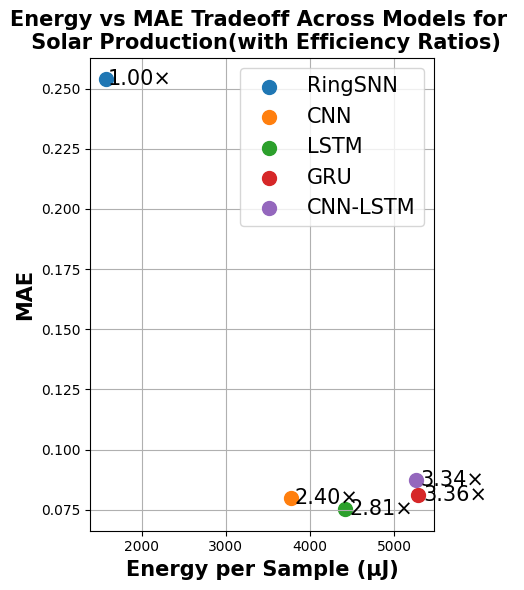 Energy vs MAE Tradeoff Across Models for
Solar Production(with Efficiency Ratios)
0.250
0.225
0.200
0.175
0.150
0.125
0.100
0.075
MAE
1.00×
RingSNN
CNN
LSTM
GRU
CNN-LSTM
3.34×
3.36×
2.40×
2.81×
2000
3000
4000
5000
Energy per Sample (μJ)